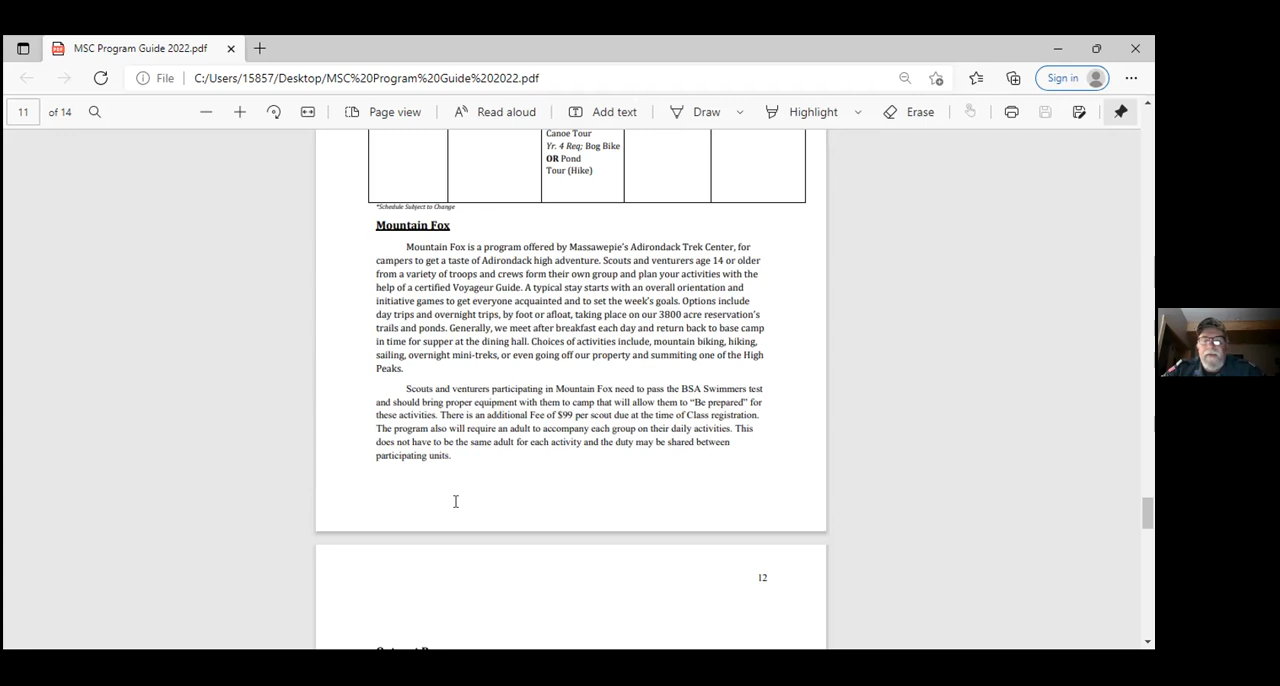 MSC Program Guide 2022.pdf
File C:/Users/15857/Desktop/MSC%20Program%20Guide%202022.pdf Sign in
11 of 14 Page view Read aloud Add text Draw Highlight Erase
Canoe Tour
Yr. 4 Req; Bog Bike
OR Pond
Tour (Hike)
*Schedule Subject to Change
Mountain Fox
Mountain Fox is a program offered by Massawepie's Adirondack Trek Center, for
campers to get a taste of Adirondack high adventure. Scouts and venturers age 14 or older
from a variety of troops and crews form their own group and plan your activities with the
help of a certified Voyageur Guide. A typical stay starts with an overall orientation and
initiative games to get everyone acquainted and to set the week's goals. Options include
day trips and overnight trips, by foot or afloat, taking place on our 3800 acre reservation's
trails and ponds. Generally, we meet after breakfast each day and return back to base camp
in time for supper at the dining hall. Choices of activities include, mountain biking, hiking,
sailing, overnight mini-treks, or even going off our property and summiting one of the High
Peaks.
Scouts and venturers participating in Mountain Fox need to pass the BSA Swimmers test
and should bring proper equipment with them to camp that will allow them to “Be prepared” for
these activities. There is an additional Fee of $99 per scout due at the time of Class registration.
The program also will require an adult to accompany each group on their daily activities. This
does not have to be the same adult for each activity and the duty may be shared between
participating units.
12